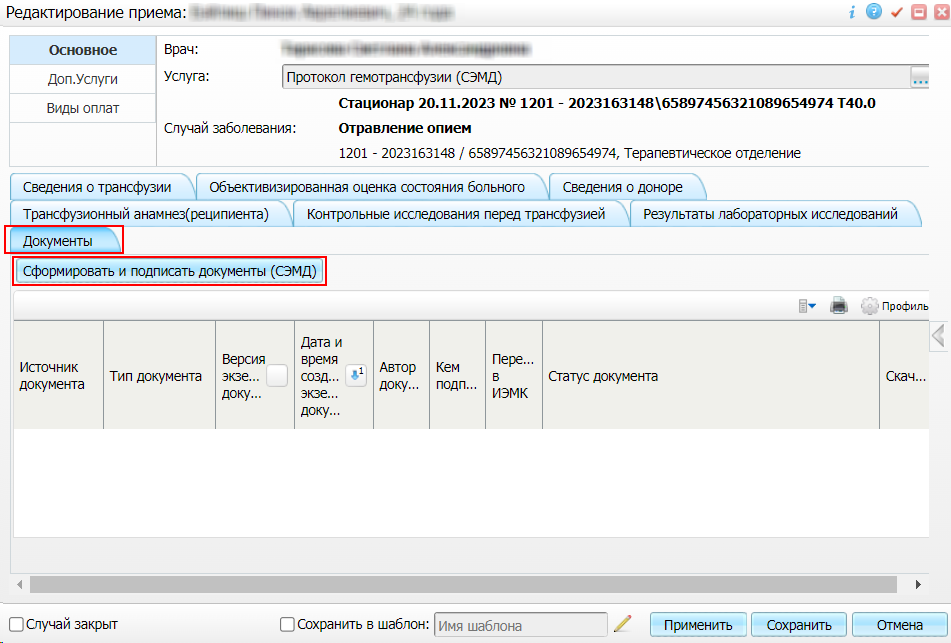 Редактирование приема:
Основное
Доп.Услуги
Виды оплат
Врач:
Услуга: Протокол гемотрансфузии (СЭМД) ...
Стационар 20.11.2023 № 1201 - 2023163148\65897456321089654974 Т40.0
Случай заболевания: Отравление опием
1201 - 2023163148 / 65897456321089654974, Терапевтическое отделение
Сведения о трансфузии Объективизированная оценка состояния больного Сведения о доноре
Трансфузионный анамнез(реципиента) Контрольные исследования перед трансфузией Результаты лабораторных исследований
Документы
Сформировать и подписать документы (СЭМД)
Профиль
Источник документа
Тип документа
Версия экзе... доку...
Дата и время созд... экзе... доку...
1
Автор доку...
Кем подп...
Пере... в ИЭМК
Статус документа
Скач...
Случай закрыт Сохранить в шаблон: Имя шаблона Применить Сохранить Отмена